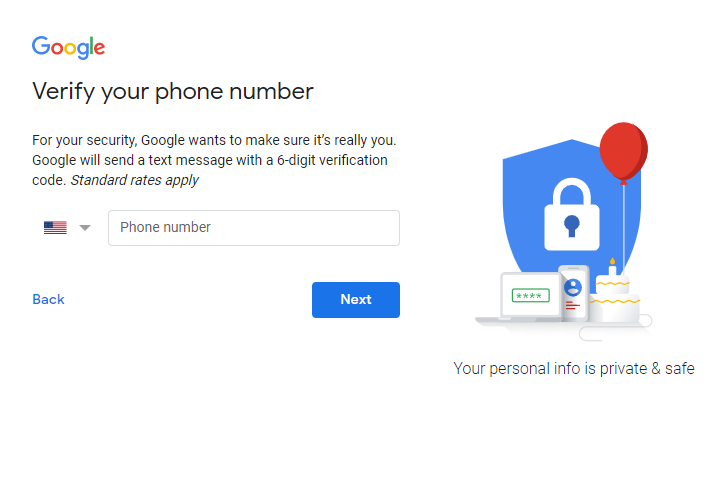 Google
Verify your phone number
For your security, Google wants to make sure it’s really you.
Google will send a text message with a 6-digit verification
code. Standard rates apply
Phone number
Back
Next
****
Your personal info is private & safe